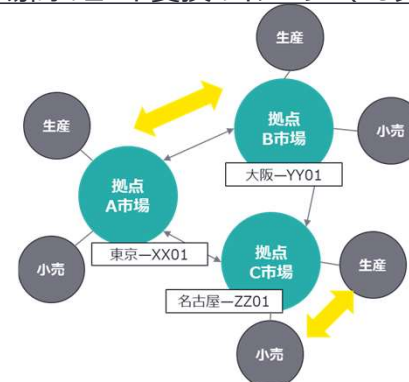 生産
拠点
B市場
小売
大阪―YY01
生産
拠点
A市場
東京―XX01
小売
拠点
C市場
生産
名古屋―ZZ01
小売